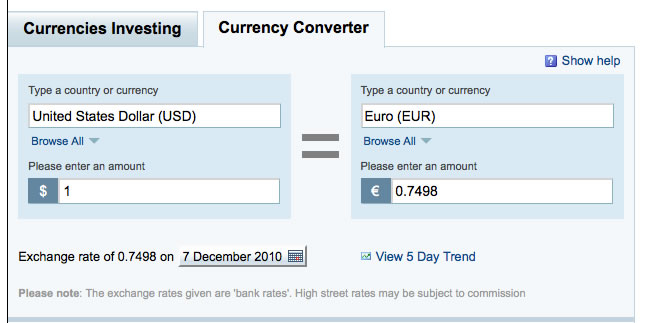 Currencies Investing
Currency Converter
? Show help
Type a country or currency
United States Dollar (USD)
Browse All
Please enter an amount
$ 1
=
Type a country or currency
Euro (EUR)
Browse All
Please enter an amount
€ 0.7498
Exchange rate of 0.7498 on 7 December 2010
View 5 Day Trend
Please note: The exchange rates given are 'bank rates'. High street rates may be subject to commission